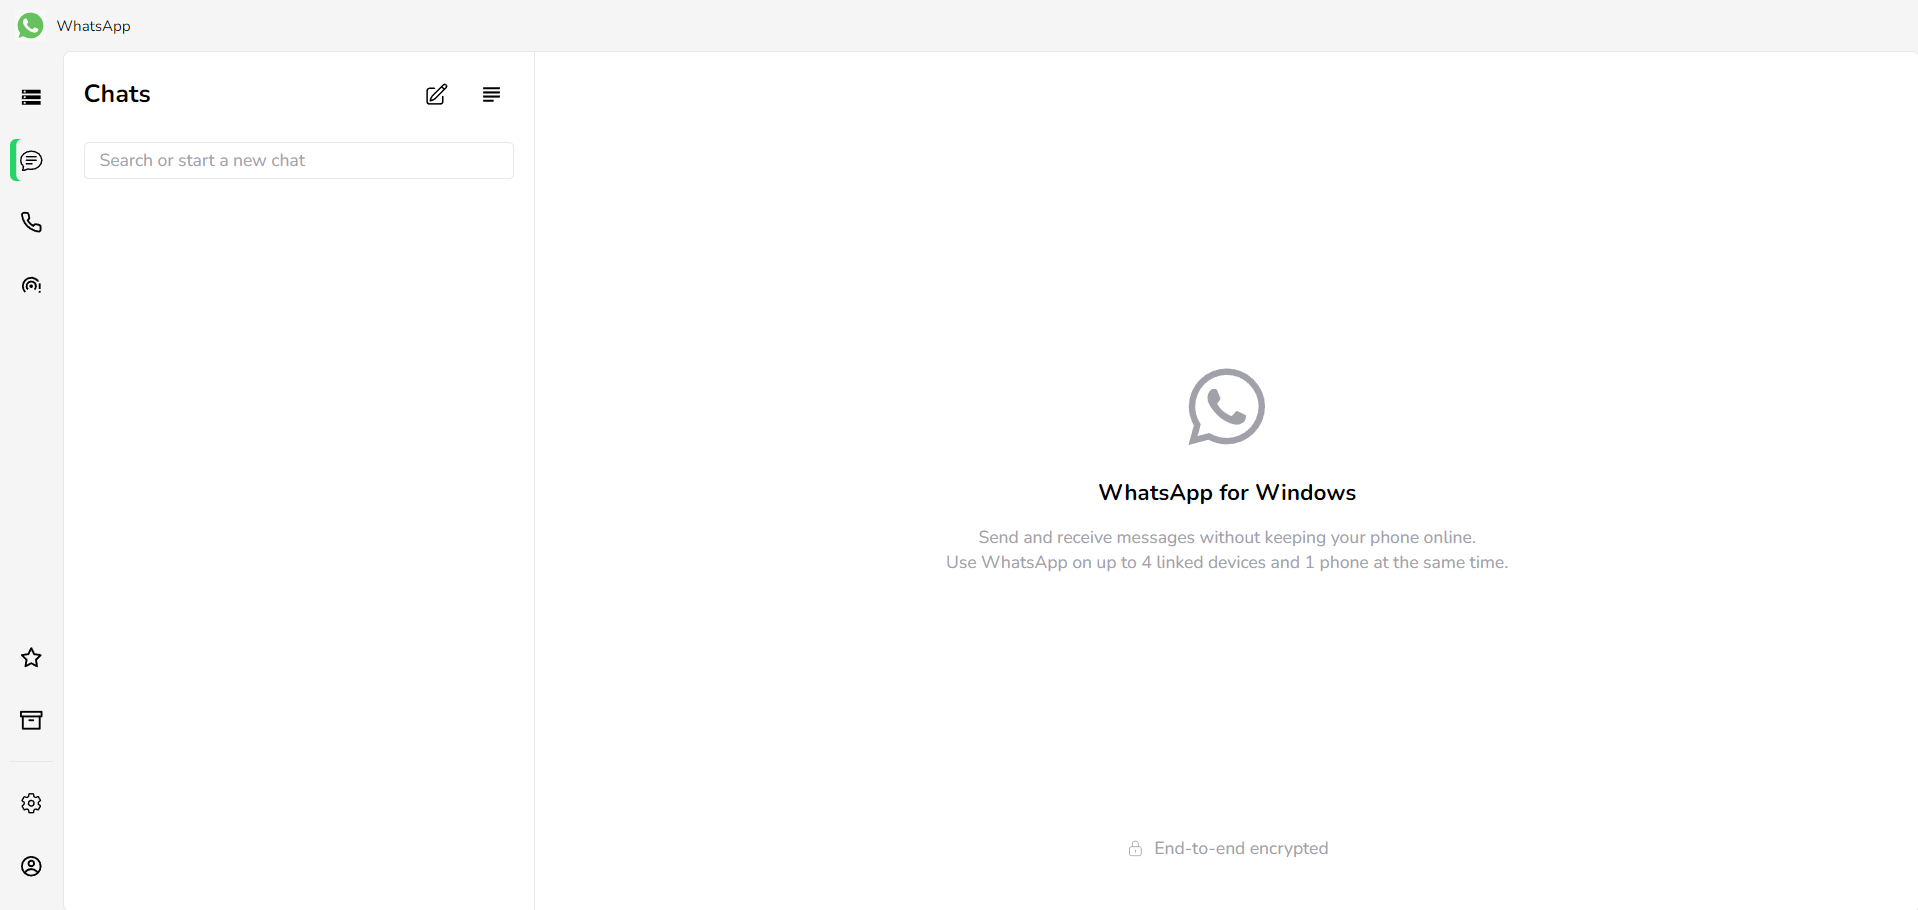 WhatsApp
Chats
Search or start a new chat
WhatsApp for Windows
Send and receive messages without keeping your phone online.
Use WhatsApp on up to 4 linked devices and 1 phone at the same time.
End-to-end encrypted